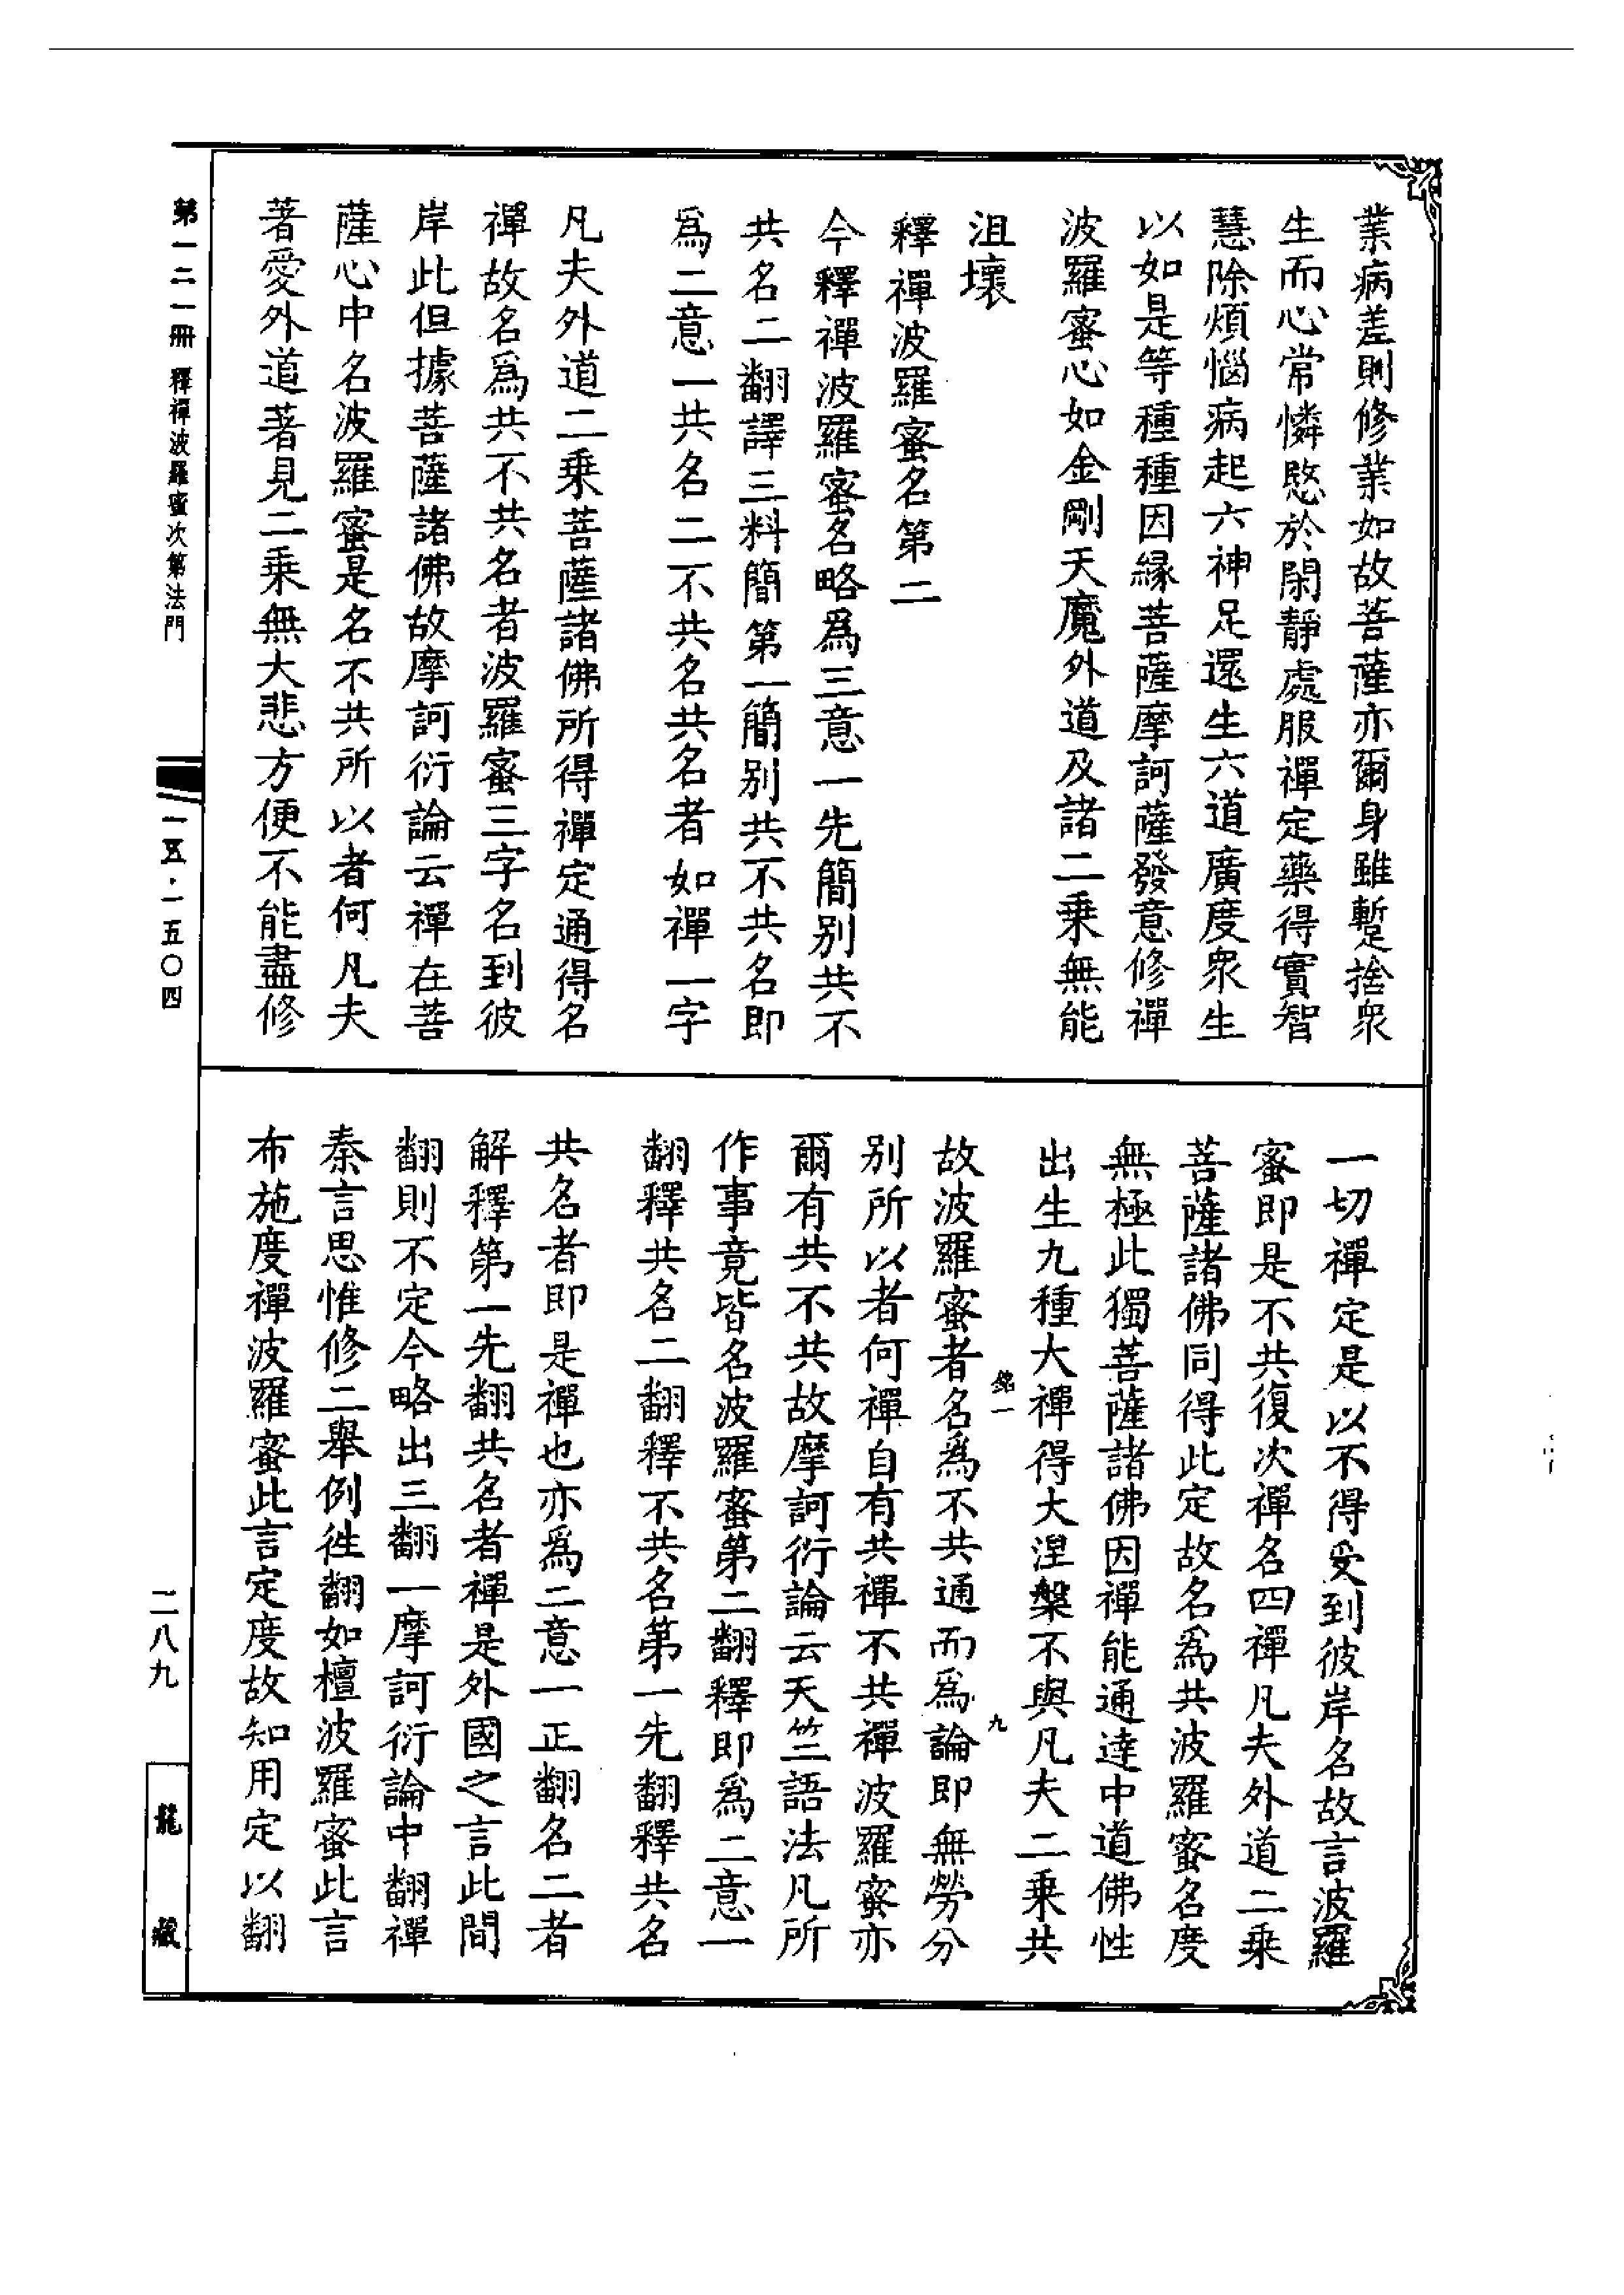 業病差則修業如故菩薩亦爾身雖暫捨眾
生而心常憐愍於閑靜處服禪定藥得實智
慧除煩惱病起六神足還生六道廣度眾生
以如是等種種因緣菩薩摩訶薩發意修禪
波羅蜜心如金剛天魔外道及諸二乘無能
沮壞
釋禪波羅蜜名第二
今釋禪波羅蜜名略爲三意一先簡别共不
共名二翻譯三料簡第一簡别共不共名即
爲二意一共名二不共名共名者如禪一字
凡夫外道二乘菩薩諸佛所得禪定通得名
禪故名爲共不共名者波羅蜜三字名到彼
岸此但據菩薩諸佛故摩訶衍論云禪在菩
薩心中名波羅蜜是名不共所以者何凡夫
著愛外道著見二乘無大悲方便不能盡修
一切禪定是以不得受到彼岸名故言波羅
蜜即是不共復次禪名四禪凡夫外道二乘
菩薩諸佛同得此定故名爲共波羅蜜名度
無極此獨菩薩諸佛因禪能通達中道佛性
出生九種大禪得大涅槃不與凡夫二乘共
故波羅蜜者名爲不共通而爲論即無勞分
别所以者何禪自有共禪不共禪波羅蜜亦
爾有共不共故摩訶衍論云天竺語法凡所
作事竟皆名波羅蜜第二翻釋即爲二意一
翻釋共名二翻釋不共名第一先翻釋共名
共名者即是禪也亦爲二意一正翻名二者
解釋第一先翻共名者禪是外國之言此間
翻則不定今略出三翻一摩訶衍論中翻禪
秦言思惟修二舉例徃翻如檀波羅蜜此言
布施度禪波羅蜜此言定度故知用定以翻
第一二一冊 釋禪波羅蜜次第法門
一五·一五〇四
二八九
龍藏